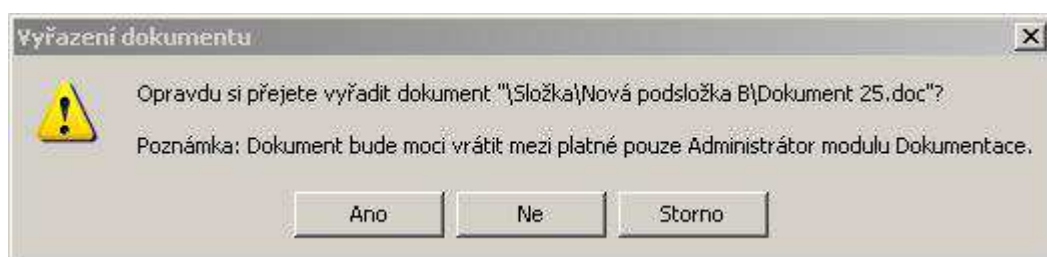 Vyřazení dokumentu
Opravdu si přejete vyřadit dokument "\Složka\Nová podsložka B\Dokument 25.doc"?
Poznámka: Dokument bude moci vrátit mezi platné pouze Administrátor modulu Dokumentace.
Ano Ne Storno